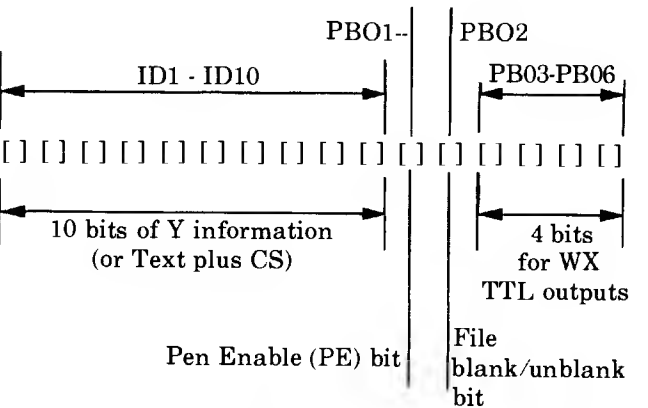 PBO1-- PBO2
ID1 - ID10 PB03-PB06
[ ] [ ] [ ] [ ] [ ] [ ] [ ] [ ] [ ] [ ] [ ] [ ] [ ] [ ] [ ] [ ]
10 bits of Y information
(or Text plus CS)
4 bits
for WX
TTL outputs
Pen Enable (PE) bit
File
blank/unblank
bit